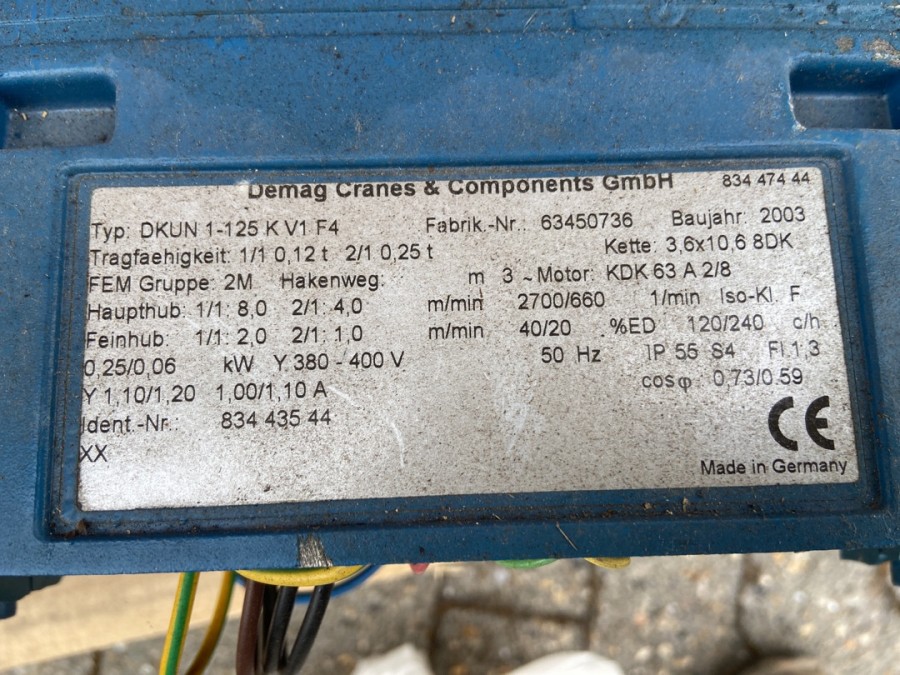 Demag Cranes & Components GmbH 834 474 44
Typ: DKUN 1-125 K V1 F4 Fabrik.-Nr.: 63450736 Baujahr: 2003
Tragfaehigkeit: 1/1 0,12 t 2/1 0,25 t Kette: 3,6x10,6 8DK
FEM Gruppe: 2M Hakenweg: m 3 ~ Motor: KDK 63 A 2/8
Haupthub: 1/1: 8,0 2/1: 4,0 m/min 2700/660 1/min Iso-Kl. F
Feinhub: 1/1: 2,0 2/1: 1,0 m/min 40/20 %ED 120/240 c/h
0,25/0,06 kW Y 380 - 400 V 50 Hz IP 55 S4 FI 1,3
Y 1,10/1,20 1,00/1,10 A cosφ 0,73/0.59
Ident.-Nr.: 834 435 44
XX
CE
Made in Germany